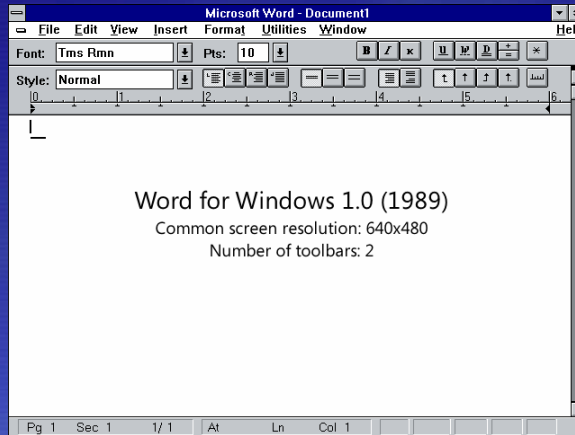 Microsoft Word - Document1
File Edit View Insert Format Utilities Window Hel
Font: Tms Rmn Pts: 10 B I K U W D + = *
Style: Normal
0 1 2 3 4 5 6
Word for Windows 1.0 (1989)
Common screen resolution: 640x480
Number of toolbars: 2
Pg 1 Sec 1 1/ 1 At Ln Col 1